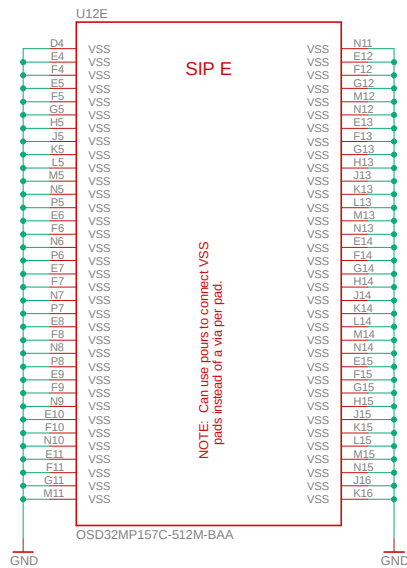 U12E
SIP E
D4 VSS VSS N11
E4 VSS VSS E12
F4 VSS VSS F12
E5 VSS VSS G12
F5 VSS VSS M12
G5 VSS VSS N12
H5 VSS VSS E13
J5 VSS VSS F13
K5 VSS VSS G13
L5 VSS VSS H13
M5 VSS VSS J13
N5 VSS VSS K13
P5 VSS VSS L13
E6 VSS VSS M13
F6 VSS VSS N13
N6 VSS VSS E14
P6 VSS VSS F14
E7 VSS VSS G14
F7 VSS VSS H14
N7 VSS VSS J14
P7 VSS VSS K14
E8 VSS VSS L14
F8 VSS VSS M14
N8 VSS VSS N14
P8 VSS VSS E15
E9 VSS VSS F15
F9 VSS VSS G15
N9 VSS VSS H15
E10 VSS VSS J15
F10 VSS VSS K15
N10 VSS VSS L15
E11 VSS VSS M15
F11 VSS VSS N15
G11 VSS VSS J16
M11 VSS VSS K16
NOTE: Can use pours to connect VSS
pads instead of a via per pad.
OSD32MP157C-512M-BAA
GND GND